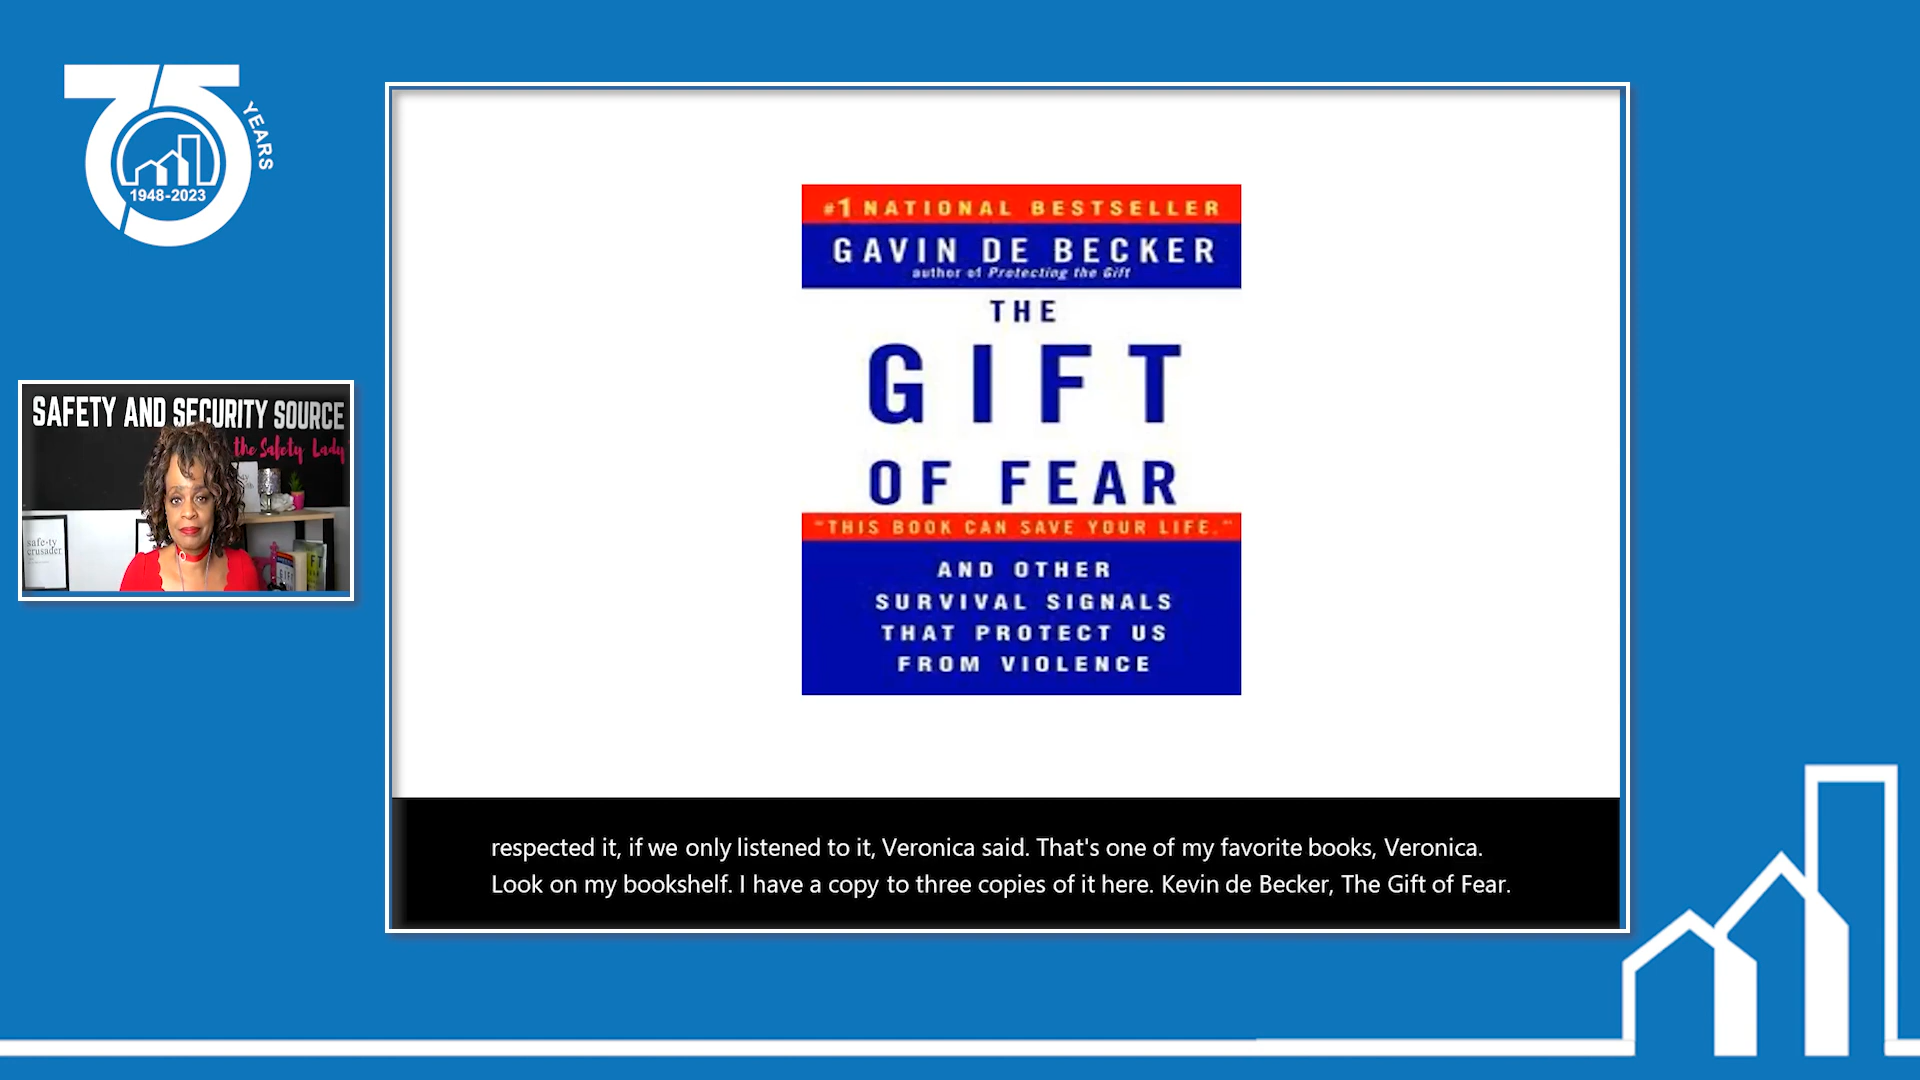 75
YEARS
1948-2023
SAFETY AND SECURITY SOURCE
the Safety Lady
safe-ty
crusader
#1 NATIONAL BESTSELLER
GAVIN DE BECKER
author of Protecting the Gift
THE
GIFT
OF FEAR
"THIS BOOK CAN SAVE YOUR LIFE."
AND OTHER
SURVIVAL SIGNALS
THAT PROTECT US
FROM VIOLENCE
respected it, if we only listened to it, Veronica said. That's one of my favorite books, Veronica.
Look on my bookshelf. I have a copy to three copies of it here. Kevin de Becker, The Gift of Fear.